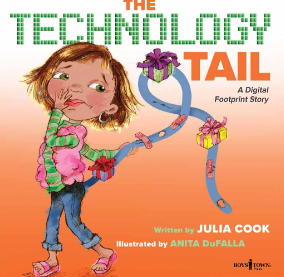 THE
TECHNOLOGY
TAIL
A Digital
Footprint Story
Written by JULIA COOK
Illustrated by ANITA DuFALLA
BOYS TOWN